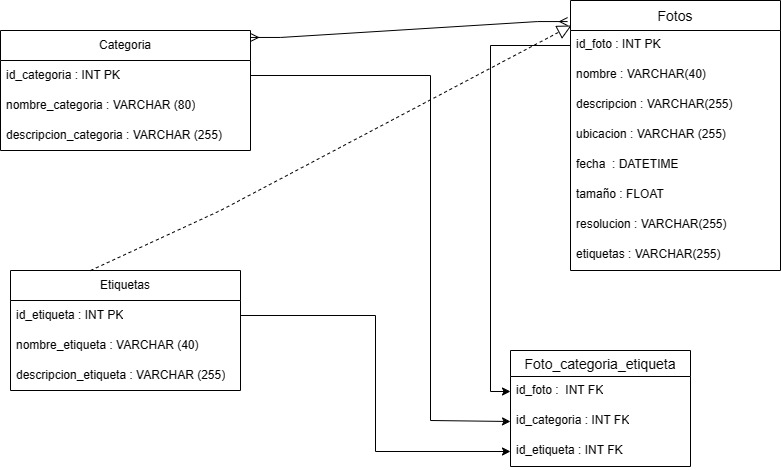 Categoria
id_categoria : INT PK
nombre_categoria : VARCHAR (80)
descripcion_categoria : VARCHAR (255)
Fotos
id_foto : INT PK
nombre : VARCHAR(40)
descripcion : VARCHAR(255)
ubicacion : VARCHAR (255)
fecha : DATETIME
tamaño : FLOAT
resolucion : VARCHAR(255)
etiquetas : VARCHAR(255)
Etiquetas
id_etiqueta : INT PK
nombre_etiqueta : VARCHAR (40)
descripcion_etiqueta : VARCHAR (255)
Foto_categoria_etiqueta
id_foto : INT FK
id_categoria : INT FK
id_etiqueta : INT FK